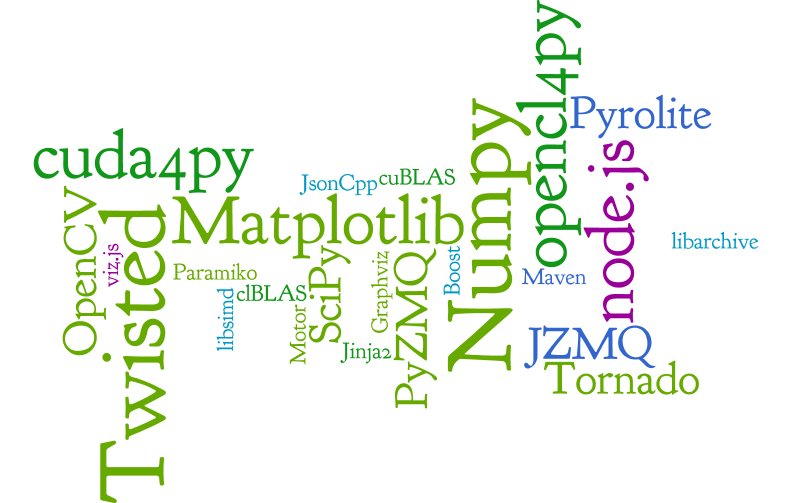 opencl4py
Pyrolite
cuda4py
Numpy
node.js
JsonCpp
cuBLAS
OpenCV
Twisted
Matplotlib
libarchive
viz.js
Paramiko
SciPy
Graphviz
PyZMQ
Boost
Maven
libsimd
clBLAS
Motor
Jinja2
JZMQ
Tornado